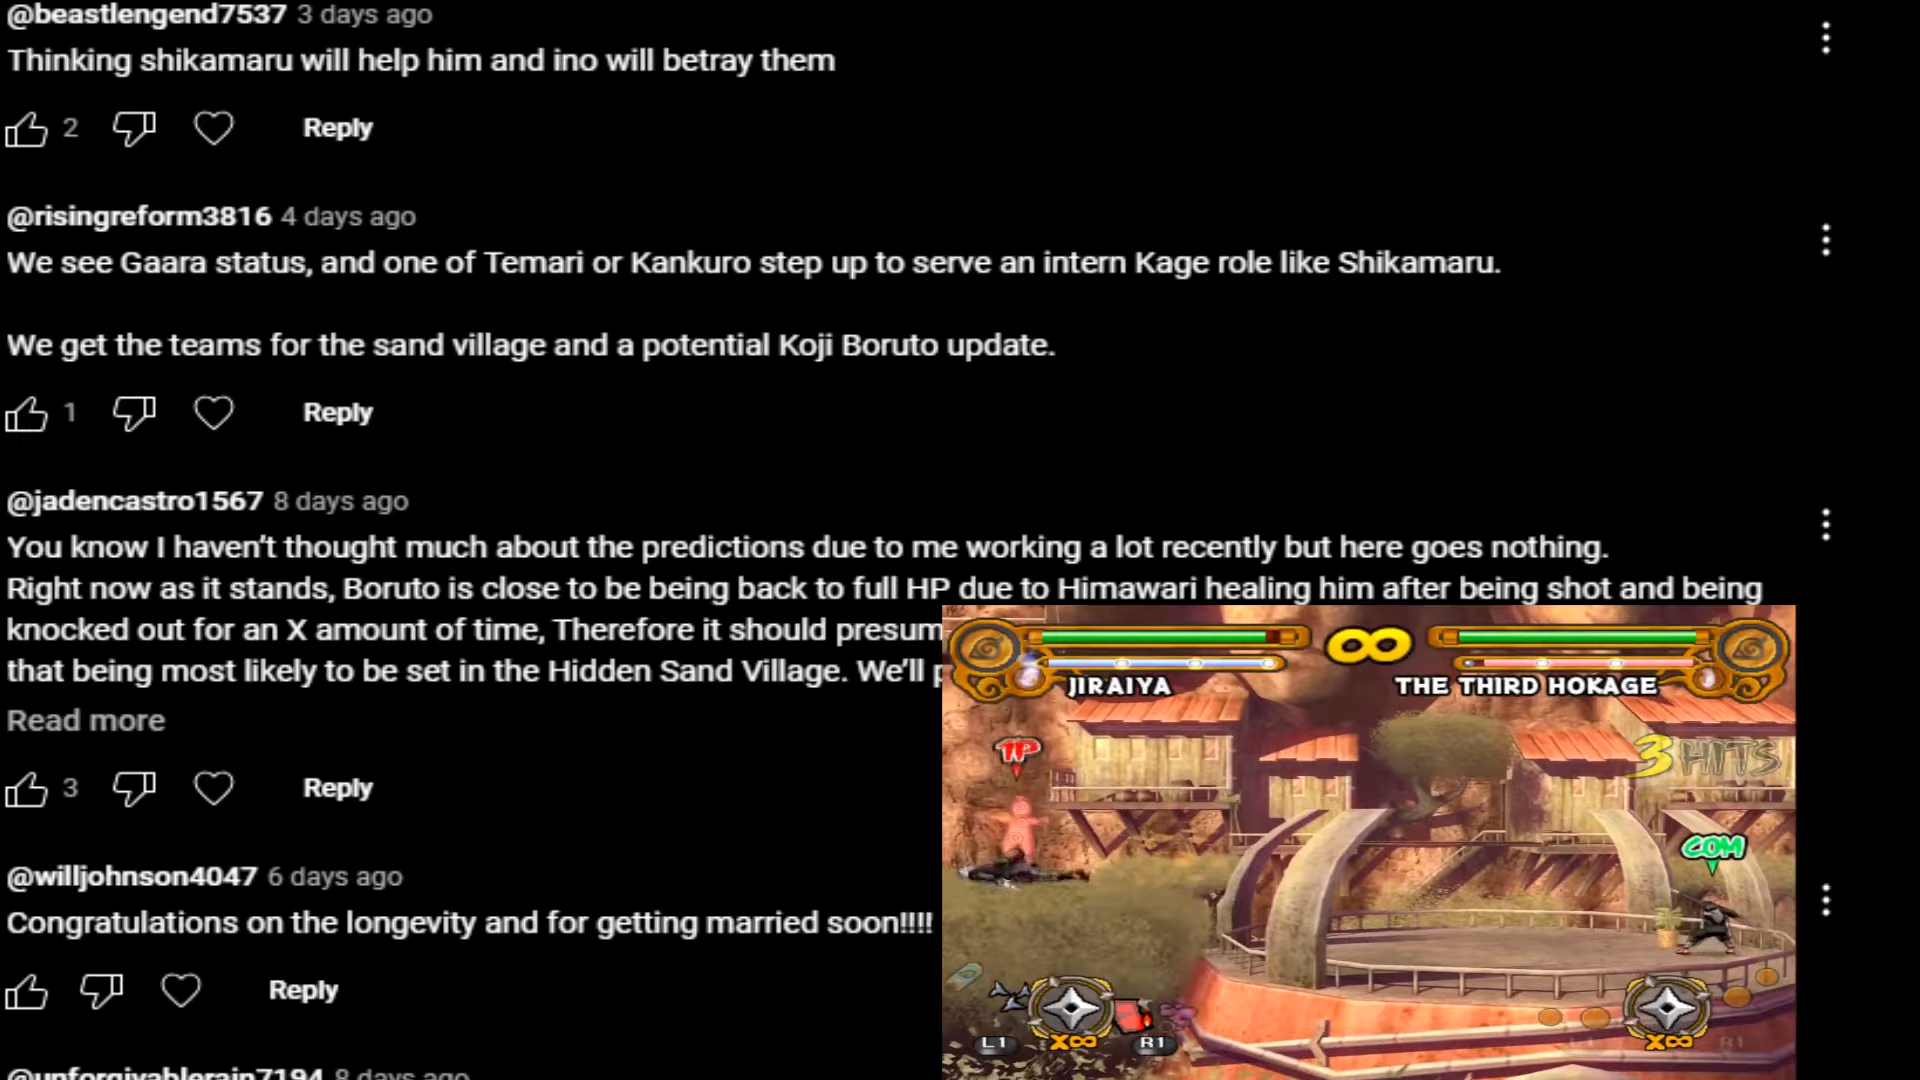 @beastlengend7537 3 days ago
Thinking shikamaru will help him and ino will betray them
2 Reply
@risingreform3816 4 days ago
We see Gaara status, and one of Temari or Kankuro step up to serve an intern Kage role like Shikamaru.
We get the teams for the sand village and a potential Koji Boruto update.
1 Reply
@jadencastro1567 8 days ago
You know I haven't thought much about the predictions due to me working a lot recently but here goes nothing.
Right now as it stands, Boruto is close to be being back to full HP due to Himawari healing him after being shot and being
knocked out for an X amount of time, Therefore it should presum
that being most likely to be set in the Hidden Sand Village. We'll
Read more
3 Reply
@willjohnson4047 6 days ago
Congratulations on the longevity and for getting married soon!!!!
Reply
@unforgivablerain7194 8 days ago
∞
JIRAIYA THE THIRD HOKAGE
1P 3 HITS
COM
L1 X∞ R1 X∞ R1